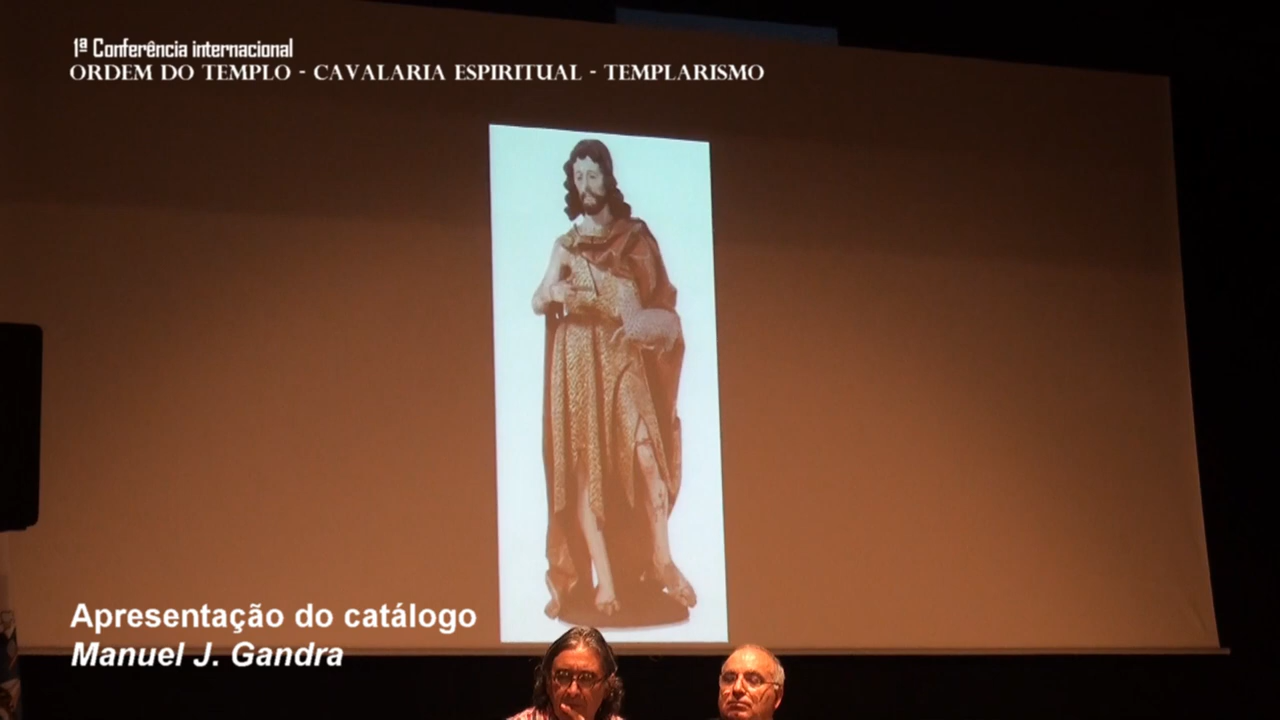 1ª Conferência internacional
ORDEM DO TEMPLO - CAVALARIA ESPIRITUAL - TEMPLARISMO
Apresentação do catálogo
Manuel J. Gandra